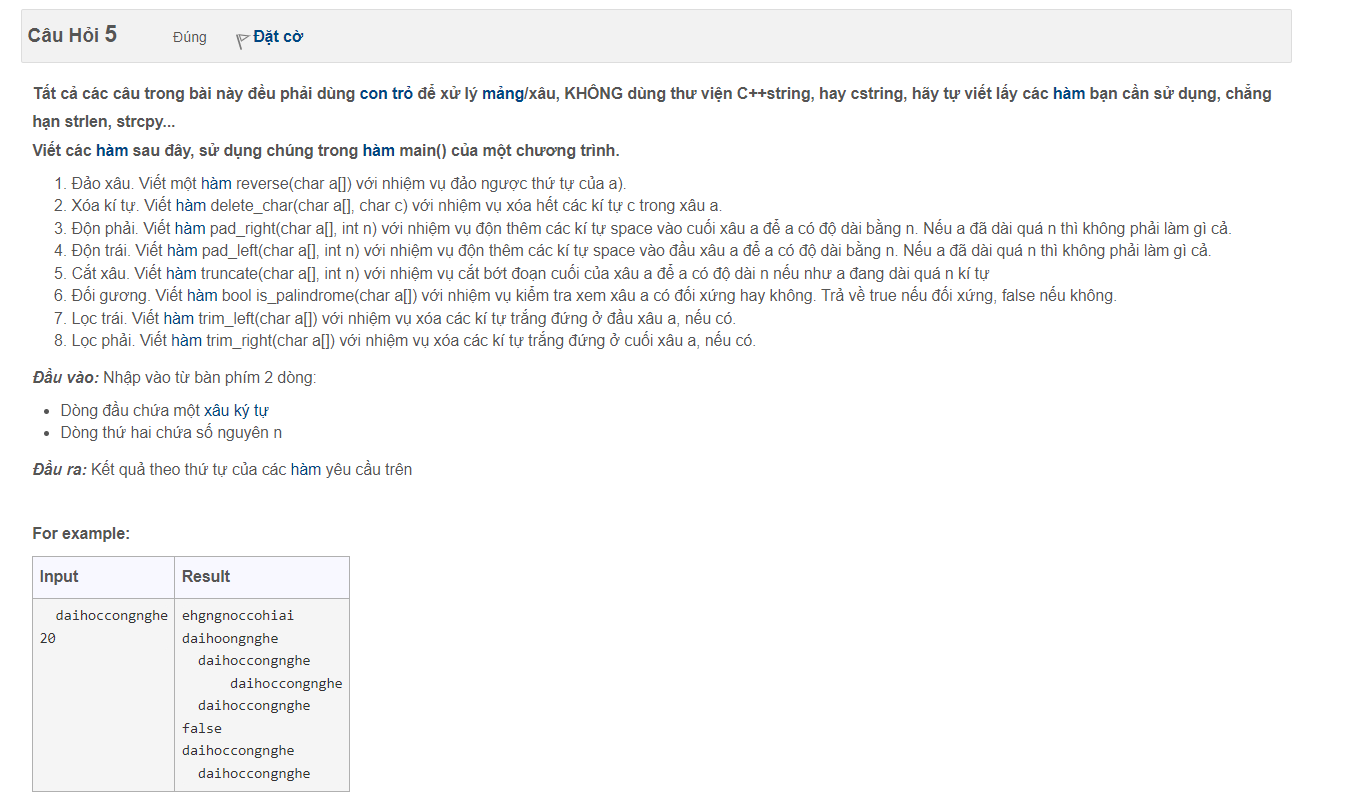 Câu Hỏi 5 Đúng Đặt cờ
Tất cả các câu trong bài này đều phải dùng con trỏ để xử lý mảng/xâu, KHÔNG dùng thư viện C++string, hay cstring, hãy tự viết lấy các hàm bạn cần sử dụng, chẳng
hạn strlen, strcpy...
Viết các hàm sau đây, sử dụng chúng trong hàm main() của một chương trình.
1. Đảo xâu. Viết một hàm reverse(char a[]) với nhiệm vụ đảo ngược thứ tự của a).
2. Xóa kí tự. Viết hàm delete_char(char a[], char c) với nhiệm vụ xóa hết các kí tự c trong xâu a.
3. Độn phải. Viết hàm pad_right(char a[], int n) với nhiệm vụ độn thêm các kí tự space vào cuối xâu a để a có độ dài bằng n. Nếu a đã dài quá n thì không phải làm gì cả.
4. Độn trái. Viết hàm pad_left(char a[], int n) với nhiệm vụ độn thêm các kí tự space vào đầu xâu a để a có độ dài bằng n. Nếu a đã dài quá n thì không phải làm gì cả.
5. Cắt xâu. Viết hàm truncate(char a[], int n) với nhiệm vụ cắt bớt đoạn cuối của xâu a để a có độ dài n nếu như a đang dài quá n kí tự
6. Đối gương. Viết hàm bool is_palindrome(char a[]) với nhiệm vụ kiểm tra xem xâu a có đối xứng hay không. Trả về true nếu đối xứng, false nếu không.
7. Lọc trái. Viết hàm trim_left(char a[]) với nhiệm vụ xóa các kí tự trắng đứng ở đầu xâu a, nếu có.
8. Lọc phải. Viết hàm trim_right(char a[]) với nhiệm vụ xóa các kí tự trắng đứng ở cuối xâu a, nếu có.
Đầu vào: Nhập vào từ bàn phím 2 dòng:
• Dòng đầu chứa một xâu ký tự
• Dòng thứ hai chứa số nguyên n
Đầu ra: Kết quả theo thứ tự của các hàm yêu cầu trên
For example:
Input Result
  daihoccongnghe ehgngnoccohiai
20 daihoongnghe
  daihoccongnghe
      daihoccongnghe
  daihoccongnghe
false
daihoccongnghe
  daihoccongnghe